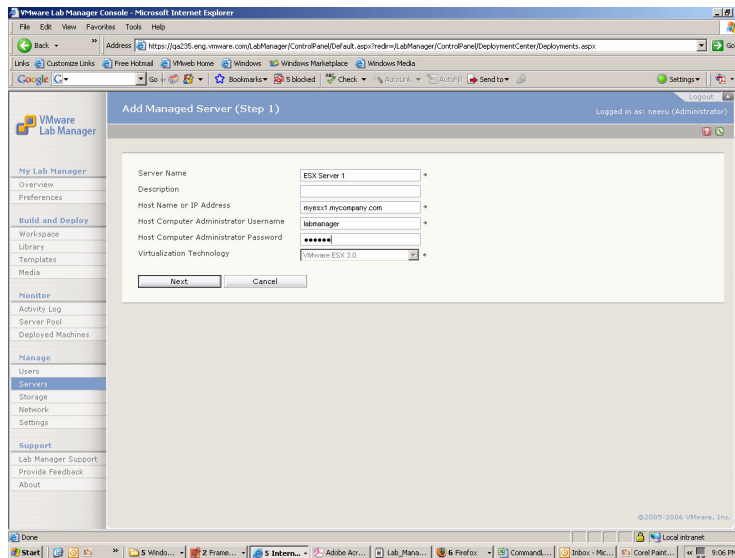 VMware Lab Manager Console - Microsoft Internet Explorer
File Edit View Favorites Tools Help
Back » Address https://qa235.eng.vmware.com/LabManager/ControlPanel/Default.aspx?redir=/LabManager/ControlPanel/DeploymentCenter/Deployments.aspx Go
Links Customize Links Free Hotmail VMweb Home Windows Windows Marketplace Windows Media
Google G Go Bookmarks 5 blocked Check AutoLink AutoFill Send to Settings
Logout
Add Managed Server (Step 1)
Logged in as: neeru (Administrator)
VMware
Lab Manager
My Lab Manager
Overview
Preferences
Build and Deploy
Workspace
Library
Templates
Media
Monitor
Activity Log
Server Pool
Deployed Machines
Manage
Users
Servers
Storage
Network
Settings
Support
Lab Manager Support
Provide Feedback
About
Server Name ESX Server 1 *
Description
Host Name or IP Address myesx1.mycompany.com *
Host Computer Administrator Username labmanager *
Host Computer Administrator Password ●●●●●●
Virtualization Technology VMware ESX 3.0 *
Next Cancel
©2005-2006 VMware, Inc.
Done Local intranet
Start » 5 Windo... 2 Frame... 5 Intern... Adobe Acr... Lab_Mana... 6 Firefox CommandL... Inbox - Mic... Corel Paint... « 9:06 PM